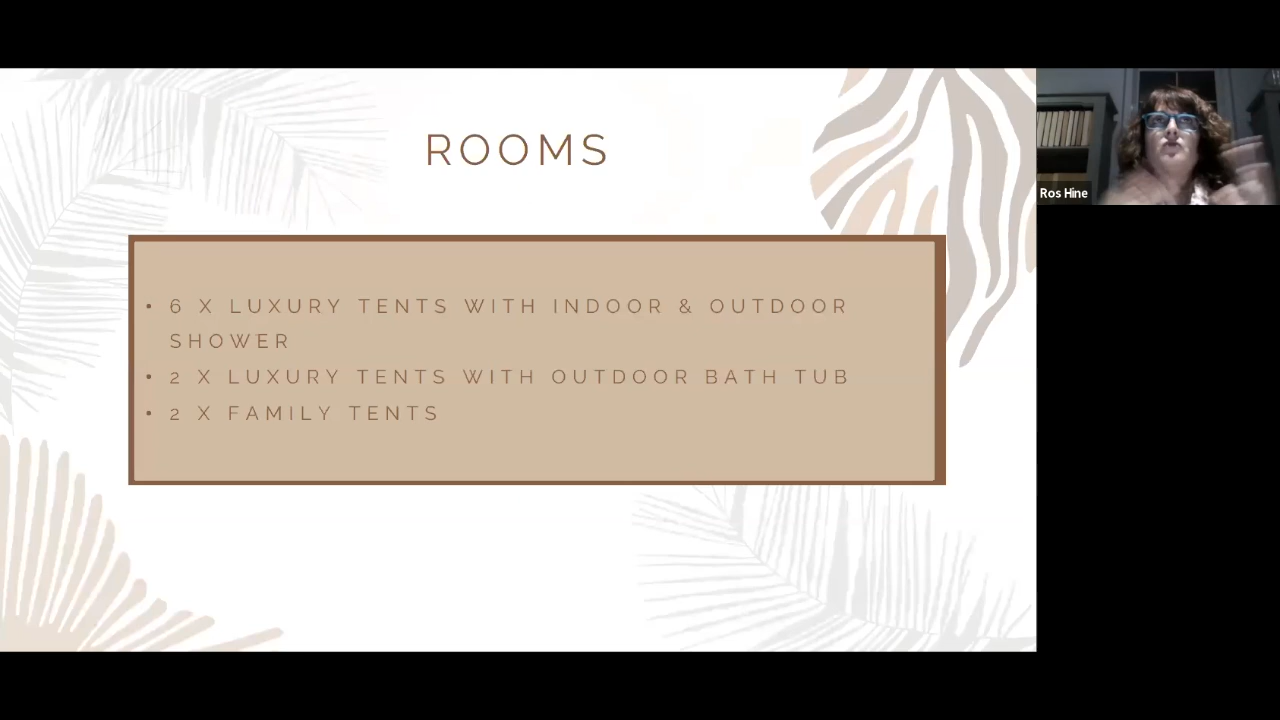 ROOMS
• 6 X LUXURY TENTS WITH INDOOR & OUTDOOR
SHOWER
• 2 X LUXURY TENTS WITH OUTDOOR BATH TUB
• 2 X FAMILY TENTS
Ros Hine